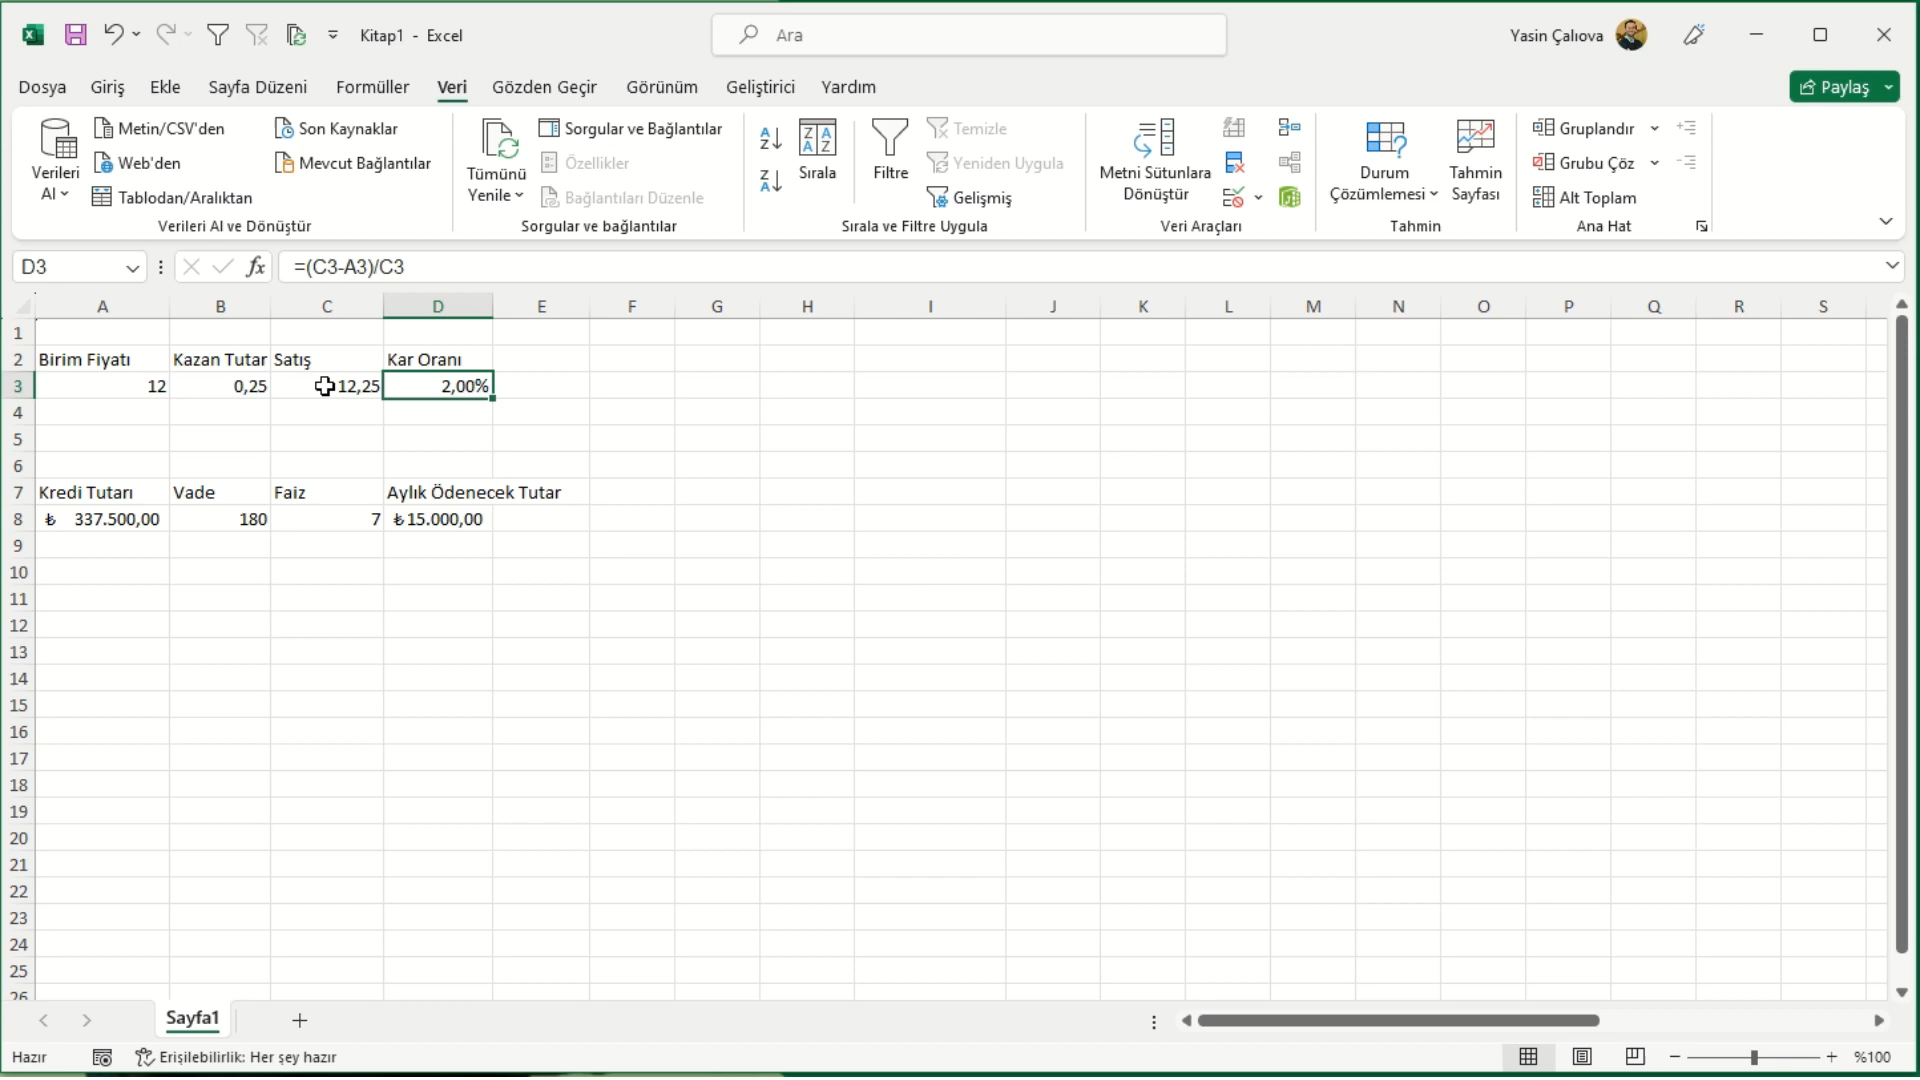 Kitap1 - Excel
Ara
Yasin Çalıova
Dosya Giriş Ekle Sayfa Düzeni Formüller Veri Gözden Geçir Görünüm Geliştirici Yardım
Paylaş
Verileri Al
Metin/CSV'den
Web'den
Tablodan/Aralıktan
Son Kaynaklar
Mevcut Bağlantılar
Verileri Al ve Dönüştür
Tümünü Yenile
Sorgular ve Bağlantılar
Özellikler
Bağlantıları Düzenle
Sorgular ve bağlantılar
Sırala
Filtre
Temizle
Yeniden Uygula
Gelişmiş
Sırala ve Filtre Uygula
Metni Sütunlara
Dönüştür
Veri Araçları
Durum
Çözümlemesi
Tahmin
Sayfası
Tahmin
Gruplandır
Grubu Çöz
Alt Toplam
Ana Hat
D3 fx =(C3-A3)/C3
A B C D E F G H I J K L M N O P Q R S
1
2 Birim Fiyatı Kazan Tutar Satış Kar Oranı
3 12 0,25 12,25 2,00%
4
5
6
7 Kredi Tutarı Vade Faiz Aylık Ödenecek Tutar
8 ₺ 337.500,00 180 7 ₺15.000,00
9
10
11
12
13
14
15
16
17
18
19
20
21
22
23
24
25
26
Sayfa1
Hazır Erişilebilirlik: Her şey hazır %100